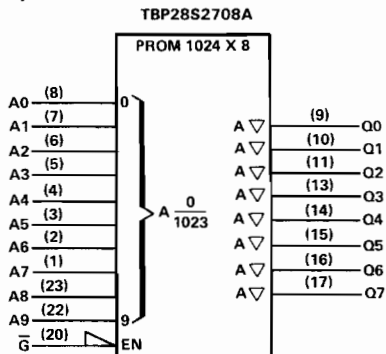 TBP28S2708A
PROM 1024 X 8
A0 (8) 0
A1 (7)
A2 (6)
A3 (5)
A4 (4)
A5 (3)
A6 (2)
A7 (1)
A8 (23)
A9 (22) 9
G̅ (20) EN
A 0
1023
A ▽ (9) Q0
A ▽ (10) Q1
A ▽ (11) Q2
A ▽ (13) Q3
A ▽ (14) Q4
A ▽ (15) Q5
A ▽ (16) Q6
A ▽ (17) Q7